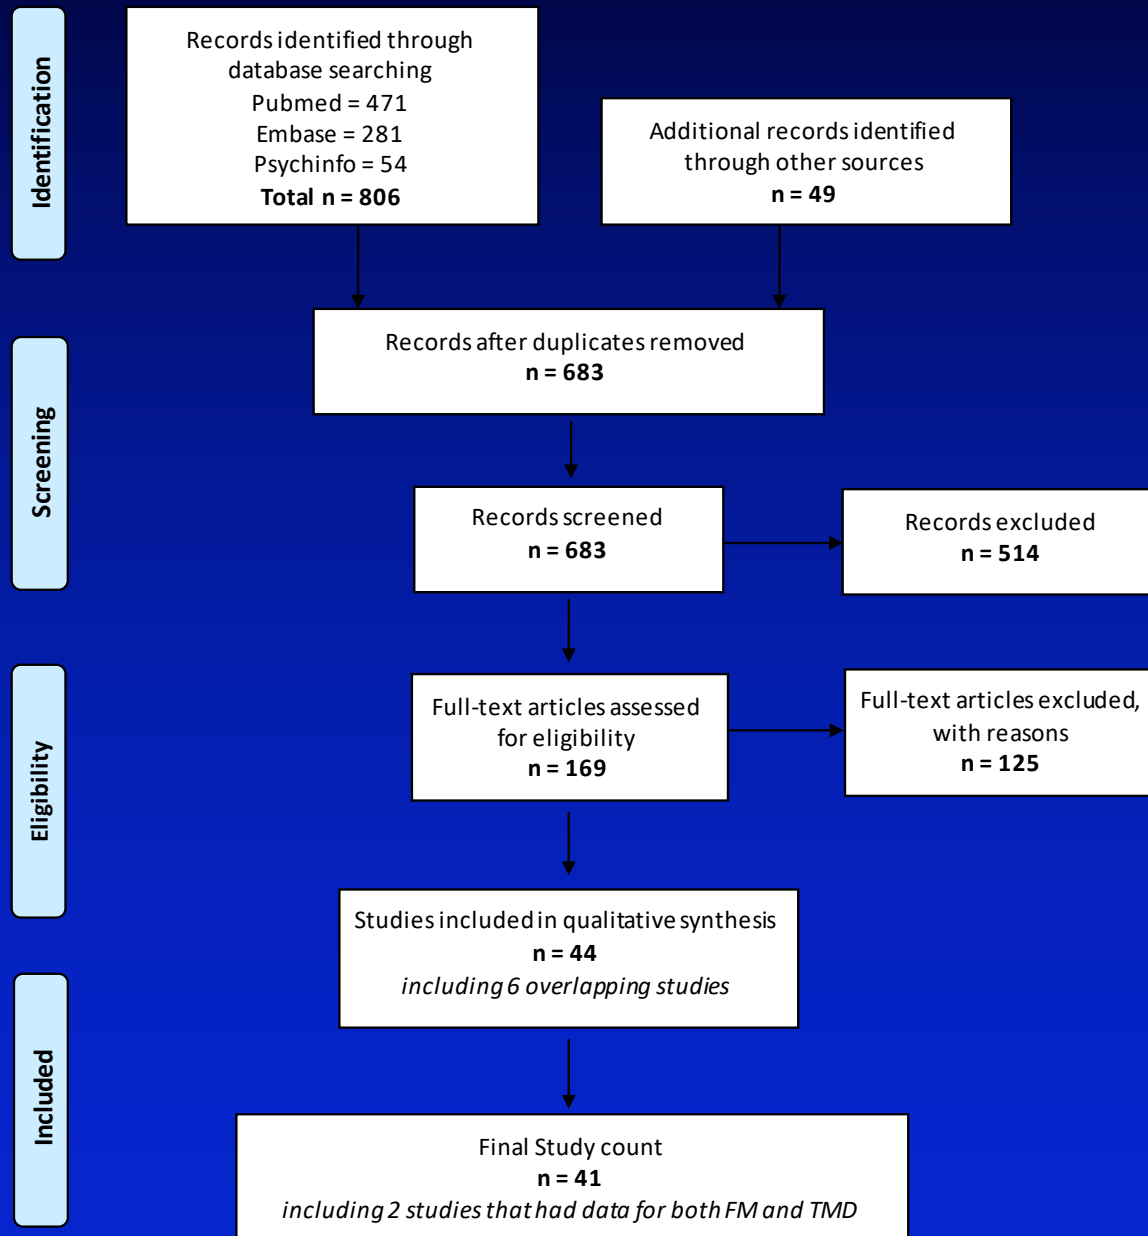 Identification
Records identified through
database searching
Pubmed = 471
Embase = 281
Psychinfo = 54
Total n = 806
Additional records identified
through other sources
n = 49
Screening
Records after duplicates removed
n = 683
Records screened
n = 683
Records excluded
n = 514
Eligibility
Full-text articles assessed
for eligibility
n = 169
Full-text articles excluded,
with reasons
n = 125
Studies included in qualitative synthesis
n = 44
including 6 overlapping studies
Included
Final Study count
n = 41
including 2 studies that had data for both FM and TMD